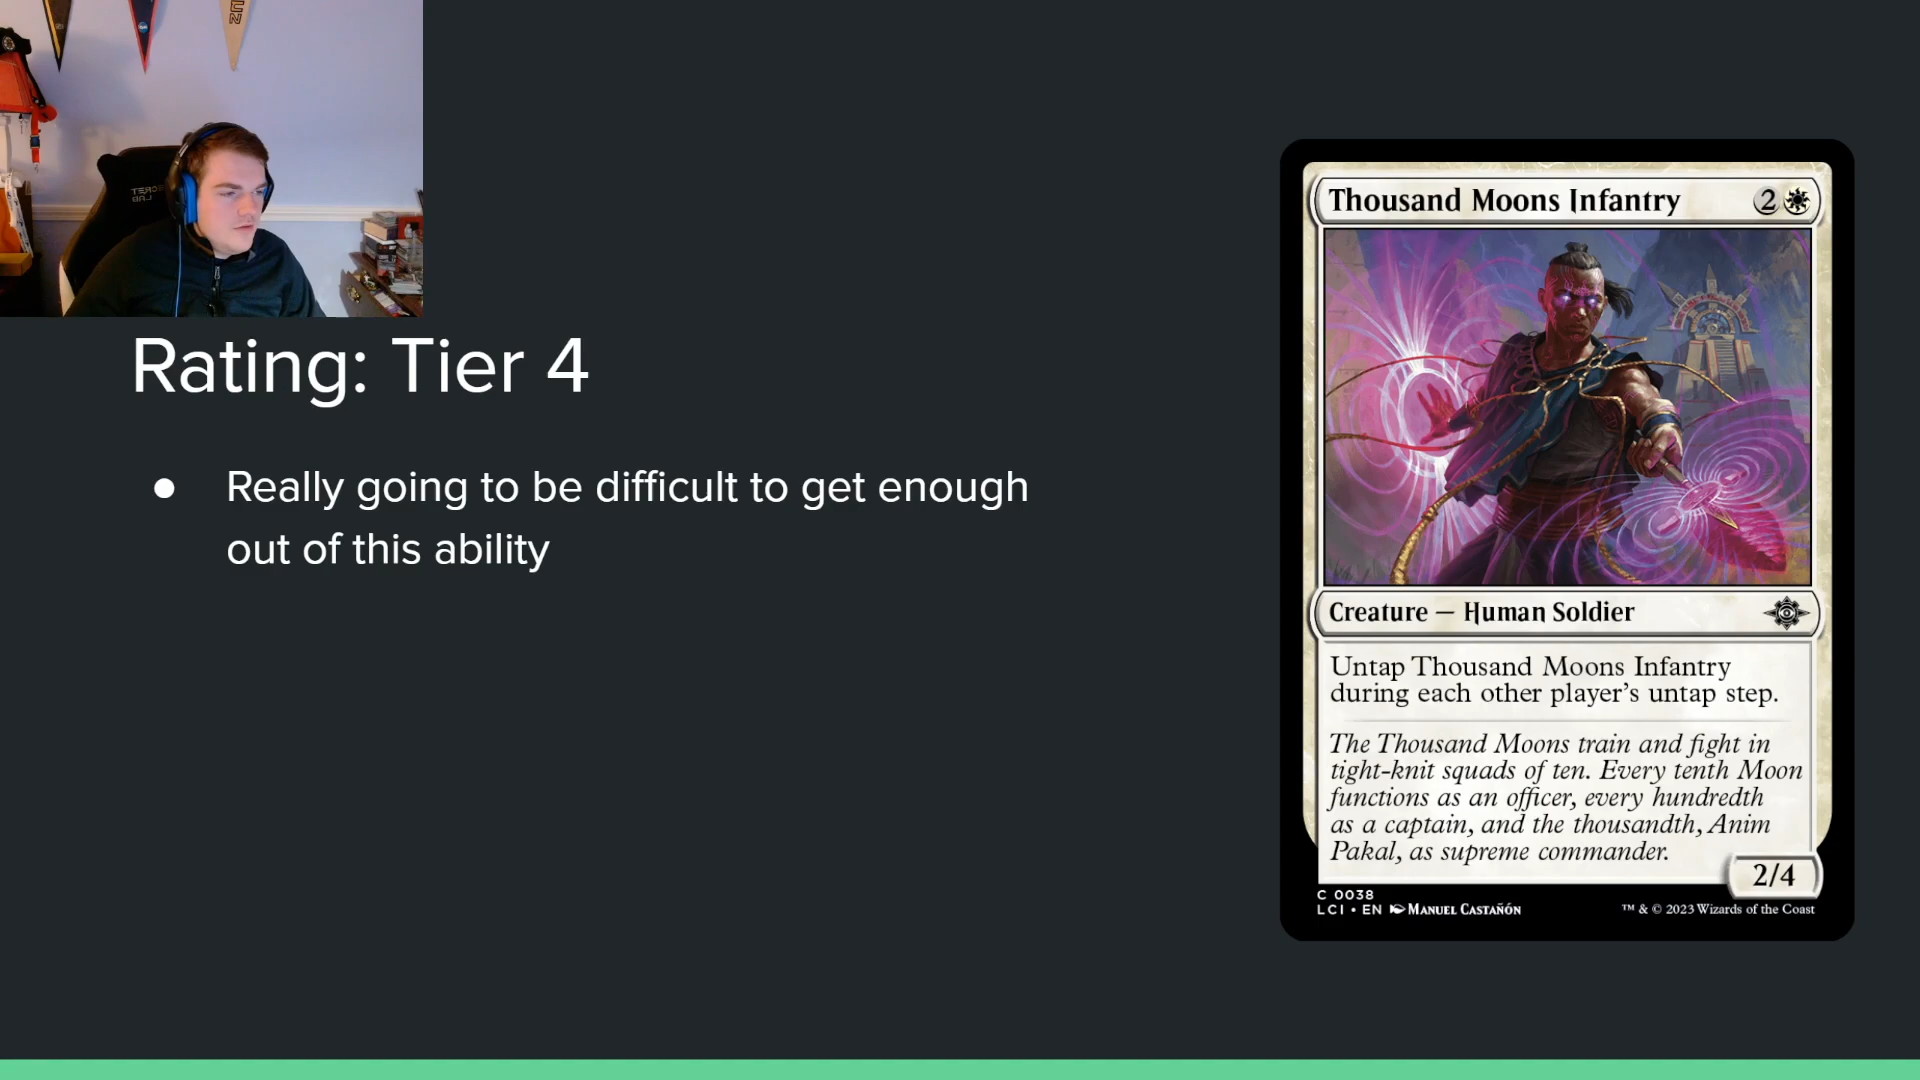 Rating: Tier 4
● Really going to be difficult to get enough
out of this ability
Thousand Moons Infantry 2
Creature — Human Soldier
Untap Thousand Moons Infantry
during each other player's untap step.
The Thousand Moons train and fight in
tight-knit squads of ten. Every tenth Moon
functions as an officer, every hundredth
as a captain, and the thousandth, Anim
Pakal, as supreme commander.
2/4
C 0038
LCI • EN MANUEL CASTAÑÓN
™ & © 2023 Wizards of the Coast